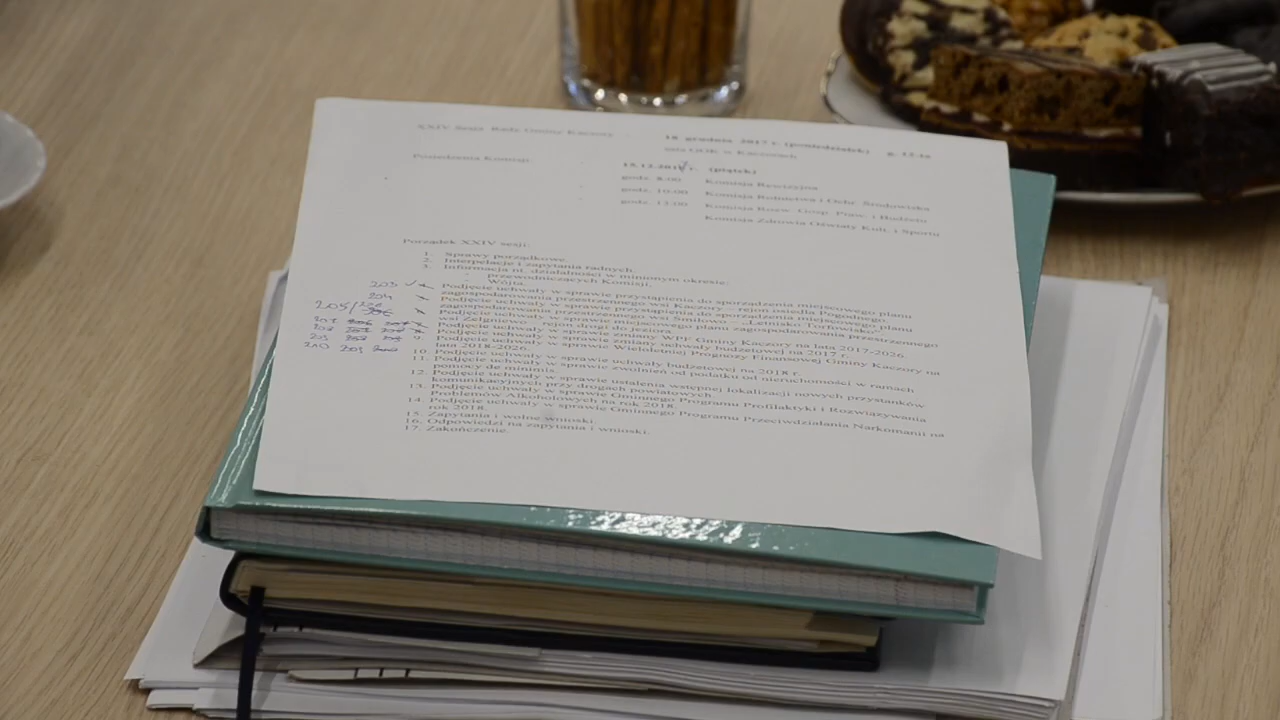 XXIV Sesja Rady Gminy Kaczory 18 grudnia 2017 r. (poniedziałek) g.
sala GOK w Kaczorach
Posiedzenia Komisji: 15.12.2017 r. (piątek)
godz. 8.00 Komisja Rewizyjna
godz. 10.00 Komisja Rolnictwa i Ochr. Środowiska
godz. 13.00 Komisja Rozw. Gosp. Praw. i Budżetu
Komisja Zdrowia Oświaty Kult. i Sportu
Porządek XXIV sesji:
1. Sprawy porządkowe.
2. Interpelacje i zapytania radnych.
3. Informacja nt. działalności w minionym okresie:
- przewodniczących Komisji,
- Wójta.
203 Podjęcie uchwały w sprawie przystąpienia do sporządzenia miejscowego planu
zagospodarowania przestrzennego wsi Kaczory – rejon osiedla Pogodnego.
204 Podjęcie uchwały w sprawie przystąpienia do sporządzenia miejscowego planu
zagospodarowania przestrzennego wsi Śmiłowo – „Letnisko Torfowisko".
205/206 Podjęcie uchwały w sprawie miejscowego planu zagospodarowania przestrzennego
wsi Zelgniewo – rejon drugi do jeziora.
Podjęcie uchwały w sprawie zmiany WPF Gminy Kaczory na lata 2017-2026.
Podjęcie uchwały w sprawie zmiany uchwały budżetowej na 2017 r.
9. Podjęcie uchwały w sprawie Wieloletniej Prognozy Finansowej Gminy Kaczory na
lata 2018-2026.
10. Podjęcie uchwały w sprawie uchwały budżetowej na 2018 r.
11. Podjęcie uchwały w sprawie zwolnień od podatku od nieruchomości w ramach
pomocy de minimis.
12. Podjęcie uchwały w sprawie ustalenia wstępnej lokalizacji nowych przystanków
komunikacyjnych przy drogach powiatowych.
13. Podjęcie uchwały w sprawie Gminnego Programu Profilaktyki i Rozwiązywania
Problemów Alkoholowych na rok 2018.
14. Podjęcie uchwały w sprawie Gminnego Programu Przeciwdziałania Narkomanii na
rok 2018.
15. Zapytania i wolne wnioski.
16. Odpowiedzi na zapytania i wnioski.
17. Zakończenie.